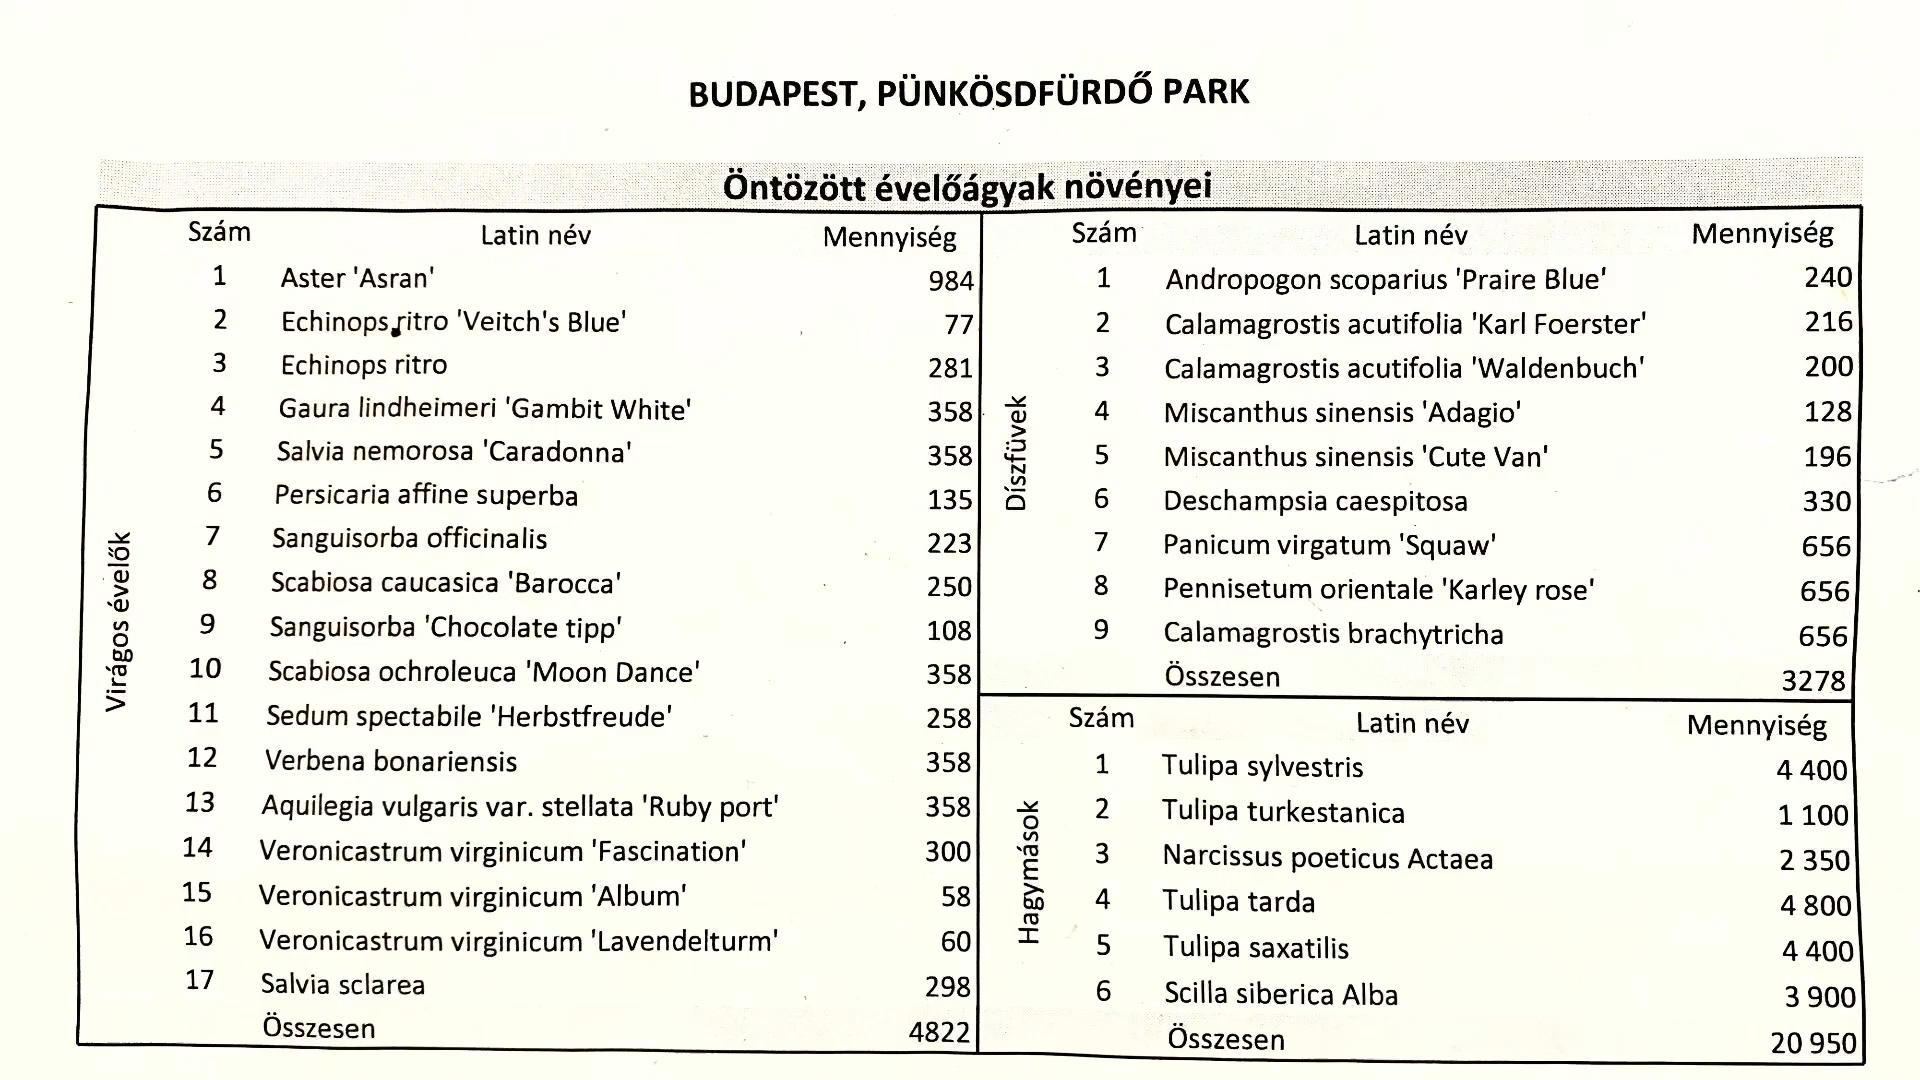 BUDAPEST, PÜNKÖSDFÜRDŐ PARK
Öntözött évelőágyak növényei
Virágos évelők
Szám Latin név Mennyiség
1 Aster 'Asran' 984
2 Echinops ritro 'Veitch's Blue' 77
3 Echinops ritro 281
4 Gaura lindheimeri 'Gambit White' 358
5 Salvia nemorosa 'Caradonna' 358
6 Persicaria affine superba 135
7 Sanguisorba officinalis 223
8 Scabiosa caucasica 'Barocca' 250
9 Sanguisorba 'Chocolate tipp' 108
10 Scabiosa ochroleuca 'Moon Dance' 358
11 Sedum spectabile 'Herbstfreude' 258
12 Verbena bonariensis 358
13 Aquilegia vulgaris var. stellata 'Ruby port' 358
14 Veronicastrum virginicum 'Fascination' 300
15 Veronicastrum virginicum 'Album' 58
16 Veronicastrum virginicum 'Lavendelturm' 60
17 Salvia sclarea 298
Összesen 4822
Díszfüvek
Szám Latin név Mennyiség
1 Andropogon scoparius 'Praire Blue' 240
2 Calamagrostis acutifolia 'Karl Foerster' 216
3 Calamagrostis acutifolia 'Waldenbuch' 200
4 Miscanthus sinensis 'Adagio' 128
5 Miscanthus sinensis 'Cute Van' 196
6 Deschampsia caespitosa 330
7 Panicum virgatum 'Squaw' 656
8 Pennisetum orientale 'Karley rose' 656
9 Calamagrostis brachytricha 656
Összesen 3278
Hagymások
Szám Latin név Mennyiség
1 Tulipa sylvestris 4 400
2 Tulipa turkestanica 1 100
3 Narcissus poeticus Actaea 2 350
4 Tulipa tarda 4 800
5 Tulipa saxatilis 4 400
6 Scilla siberica Alba 3 900
Összesen 20 950